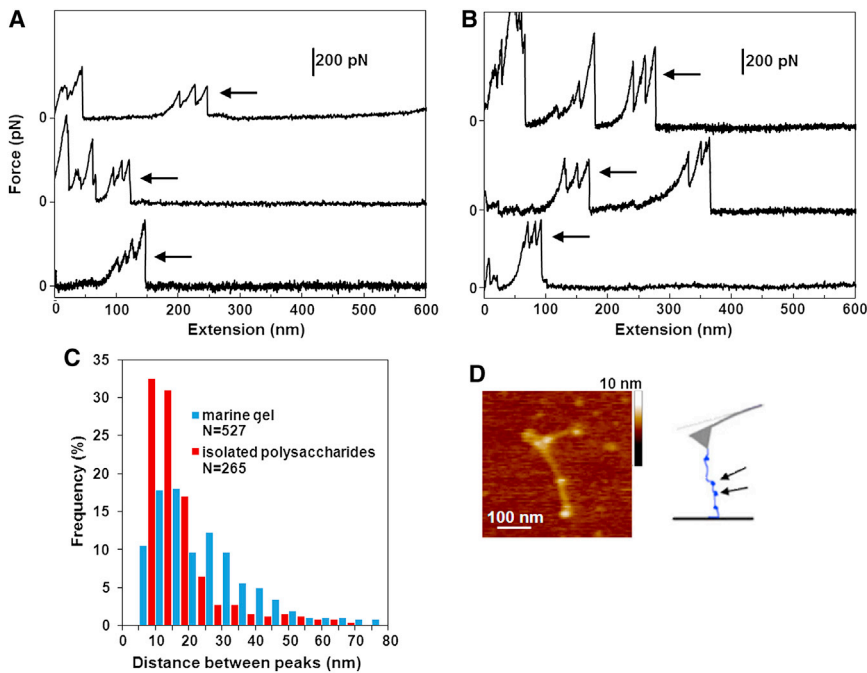 A
200 pN
0
0
0
Force (pN)
0 100 200 300 400 500 600
Extension (nm)
B
200 pN
0
0
0
0 100 200 300 400 500 600
Extension (nm)
C
35
30
25
20
15
10
5
0
Frequency (%)
marine gel
N=527
isolated polysaccharides
N=265
0 10 20 30 40 50 60 70 80
Distance between peaks (nm)
D
10 nm
100 nm